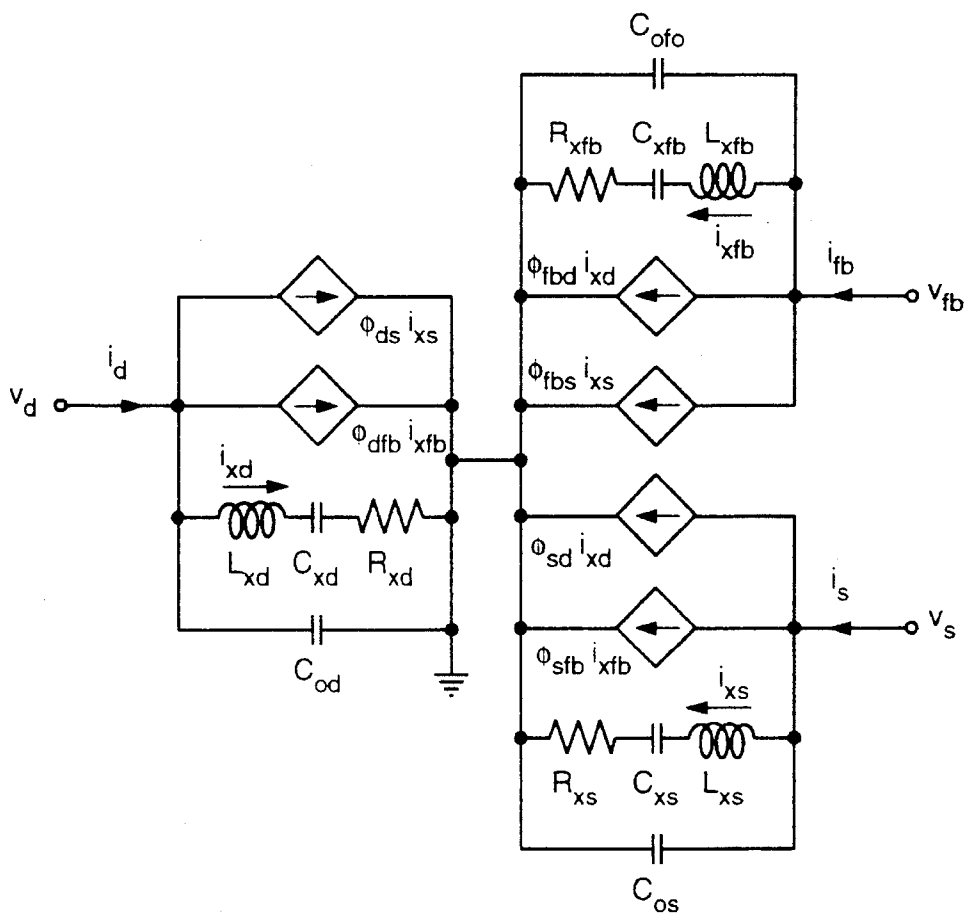 C_ofo
R_xfb C_xfb L_xfb
i_xfb
ϕ_fbd i_xd
i_fb
v_fb
ϕ_ds i_xs
i_d
ϕ_fbs i_xs
v_d
ϕ_dfb i_xfb
i_xd
L_xd C_xd R_xd
ϕ_sd i_xd
i_s
v_s
ϕ_sfb i_xfb
C_od
i_xs
R_xs C_xs L_xs
C_os